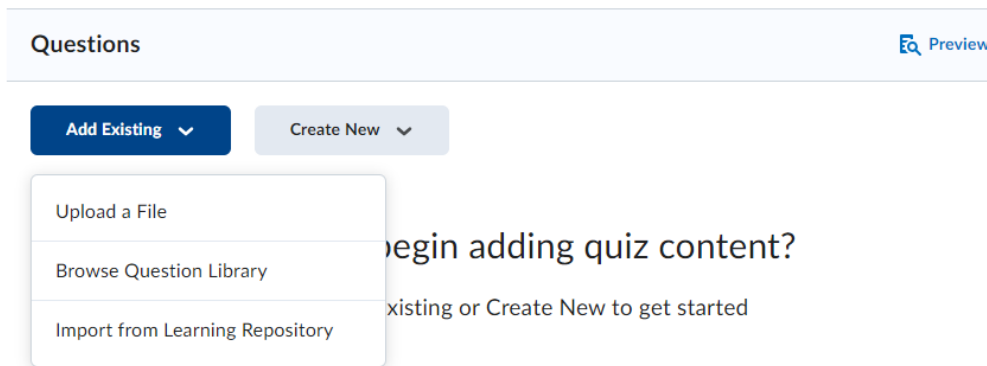 Questions
Preview
Add Existing
Create New
Upload a File
begin adding quiz content?
Browse Question Library
xisting or Create New to get started
Import from Learning Repository